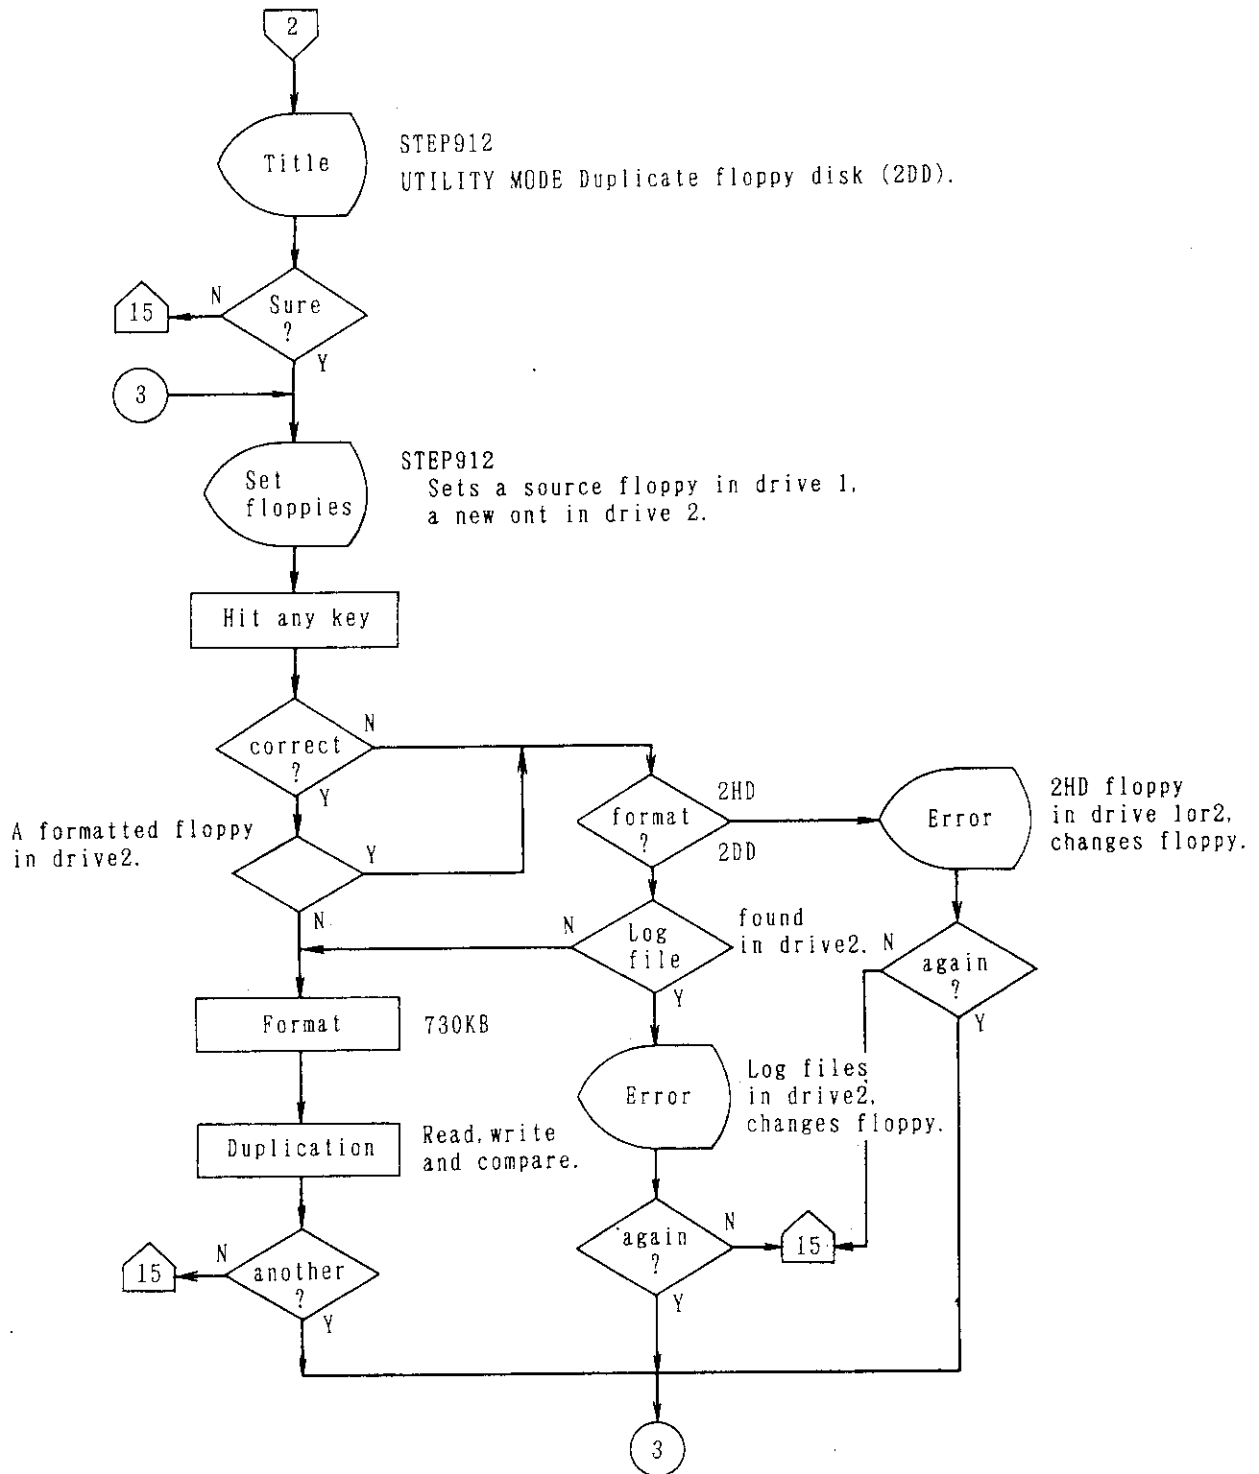 2
Title
STEP912
UTILITY MODE Duplicate floppy disk (2DD).
N
15
Sure
?
Y
3
Set
floppies
STEP912
Sets a source floppy in drive 1,
a new ont in drive 2.
Hit any key
N
correct
?
Y
2HD
format
?
2DD
Error
2HD floppy
in drive 1or2,
changes floppy.
A formatted floppy
in drive2.
Y
N
N
Log
file
Y
found
in drive2.
N
again
?
Y
Format
730KB
Error
Log files
in drive2,
changes floppy.
Duplication
Read,write
and compare.
N
15
another
?
Y
again
?
N
Y
15
3